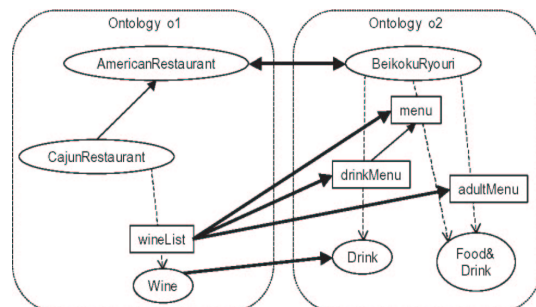 Ontology o1
Ontology o2
AmericanRestaurant
BeikokuRyouri
menu
CajunRestaurant
drinkMenu
adultMenu
wineList
Wine
Drink
Food&
Drink